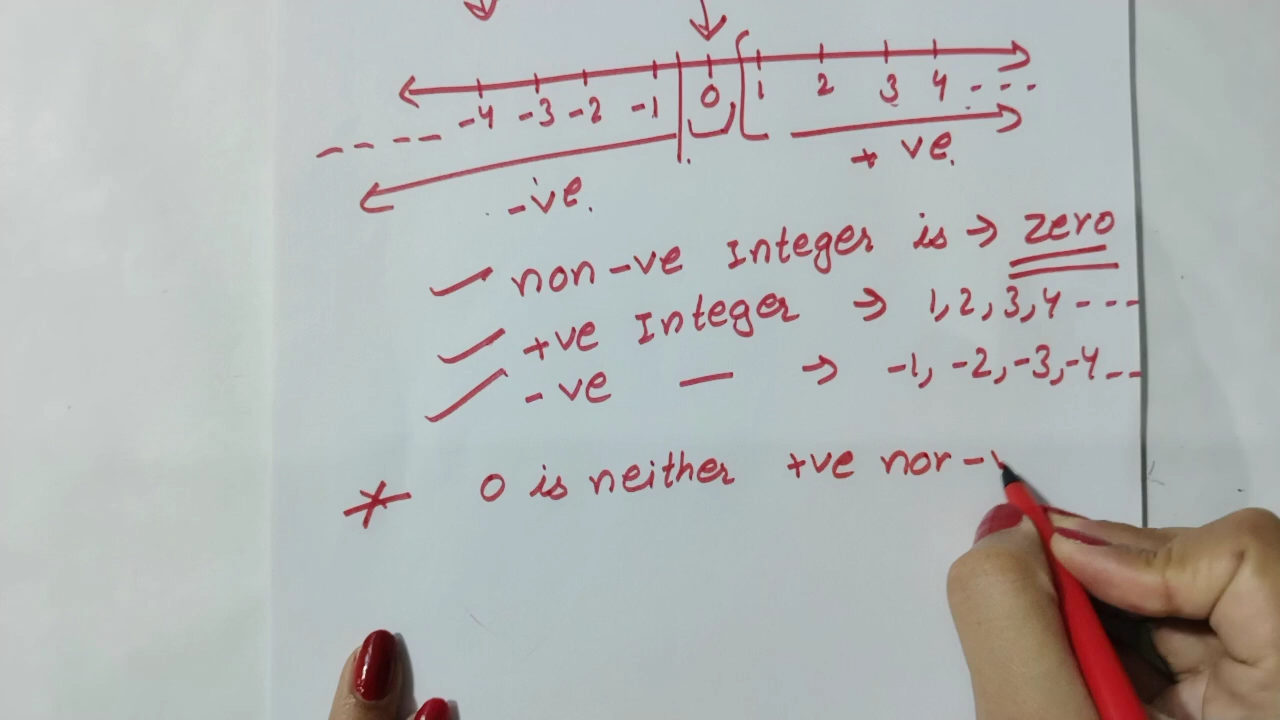 -4 -3 -2 -1 0 1 2 3 4 ----
-----
-ve. + ve.
non-ve Integer is → zero
+ve Integer → 1, 2, 3, 4 ----
-ve — → -1, -2, -3, -4 --
* 0 is neither +ve nor -v